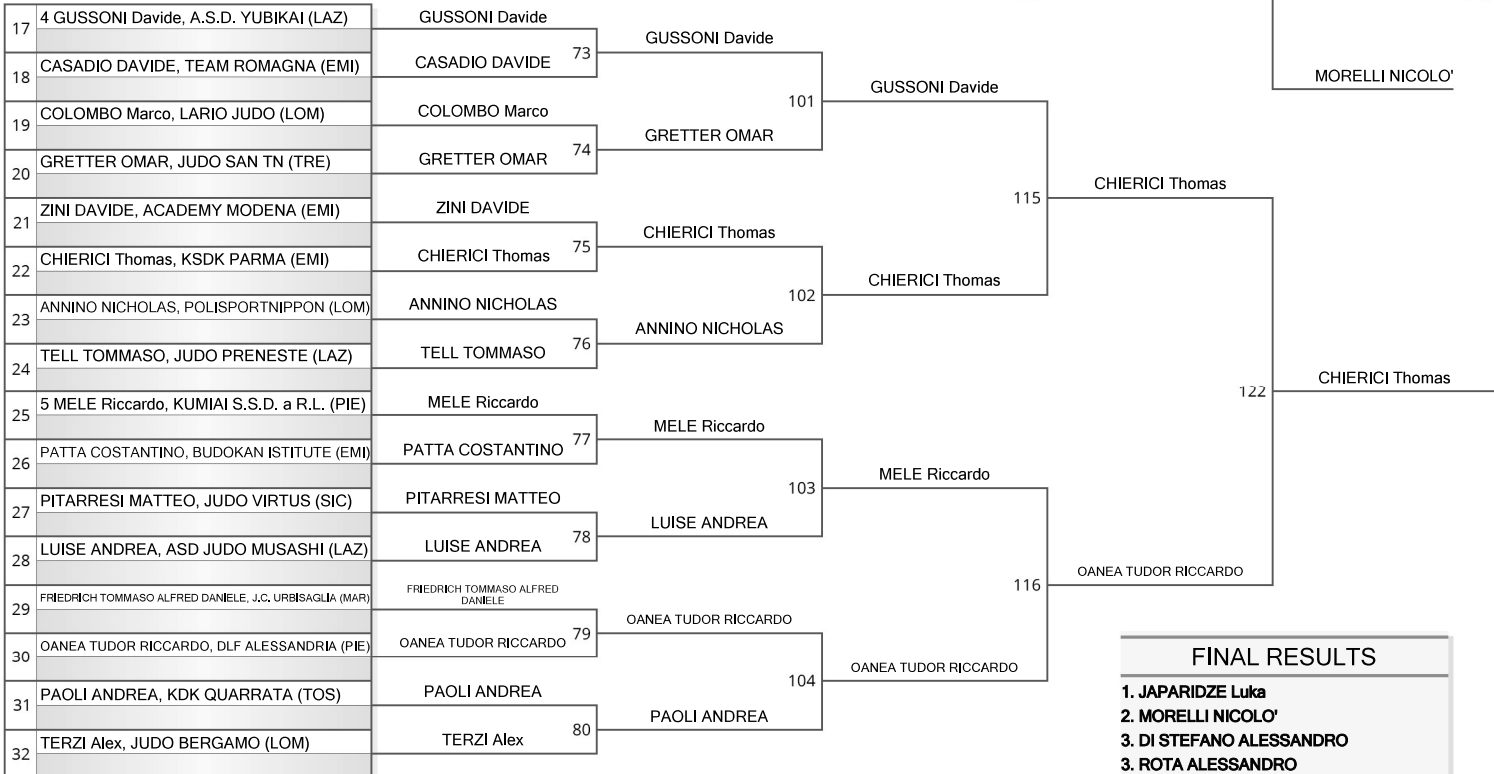 17 4 GUSSONI Davide, A.S.D. YUBIKAI (LAZ)
18 CASADIO DAVIDE, TEAM ROMAGNA (EMI)
19 COLOMBO Marco, LARIO JUDO (LOM)
20 GRETTER OMAR, JUDO SAN TN (TRE)
21 ZINI DAVIDE, ACADEMY MODENA (EMI)
22 CHIERICI Thomas, KSDK PARMA (EMI)
23 ANNINO NICHOLAS, POLISPORTNIPPON (LOM)
24 TELL TOMMASO, JUDO PRENESTE (LAZ)
25 5 MELE Riccardo, KUMIAI S.S.D. a R.L. (PIE)
26 PATTA COSTANTINO, BUDOKAN ISTITUTE (EMI)
27 PITARRESI MATTEO, JUDO VIRTUS (SIC)
28 LUISE ANDREA, ASD JUDO MUSASHI (LAZ)
29 FRIEDRICH TOMMASO ALFRED DANIELE, J.C. URBISAGLIA (MAR)
30 OANEA TUDOR RICCARDO, DLF ALESSANDRIA (PIE)
31 PAOLI ANDREA, KDK QUARRATA (TOS)
32 TERZI Alex, JUDO BERGAMO (LOM)
GUSSONI Davide
73
CASADIO DAVIDE
COLOMBO Marco
74
GRETTER OMAR
ZINI DAVIDE
75
CHIERICI Thomas
ANNINO NICHOLAS
76
TELL TOMMASO
MELE Riccardo
77
PATTA COSTANTINO
PITARRESI MATTEO
78
LUISE ANDREA
FRIEDRICH TOMMASO ALFRED
DANIELE
79
OANEA TUDOR RICCARDO
PAOLI ANDREA
80
TERZI Alex
GUSSONI Davide
101
GRETTER OMAR
CHIERICI Thomas
102
ANNINO NICHOLAS
MELE Riccardo
103
LUISE ANDREA
OANEA TUDOR RICCARDO
104
PAOLI ANDREA
GUSSONI Davide
115
CHIERICI Thomas
MELE Riccardo
116
OANEA TUDOR RICCARDO
CHIERICI Thomas
122
OANEA TUDOR RICCARDO
MORELLI NICOLO'
CHIERICI Thomas
FINAL RESULTS
1. JAPARIDZE Luka
2. MORELLI NICOLO'
3. DI STEFANO ALESSANDRO
3. ROTA ALESSANDRO